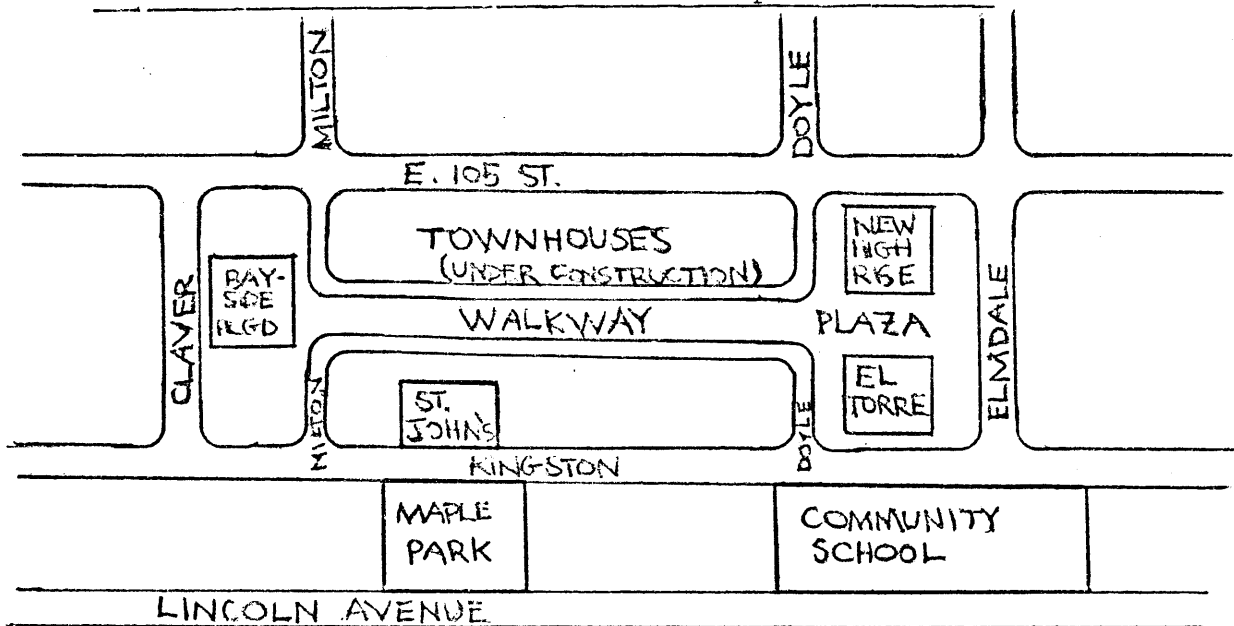 MILTON
DOYLE
E. 105 ST.
TOWNHOUSES
(UNDER CONSTRUCTION)
NEW
HIGH
RISE
BAY-
SIDE
BLGD
CLAVER
WALKWAY
PLAZA
ELMDALE
EL
TORRE
ST.
JOHN'S
MILTON
DOYLE
KINGSTON
MAPLE
PARK
COMMUNITY
SCHOOL
LINCOLN AVENUE